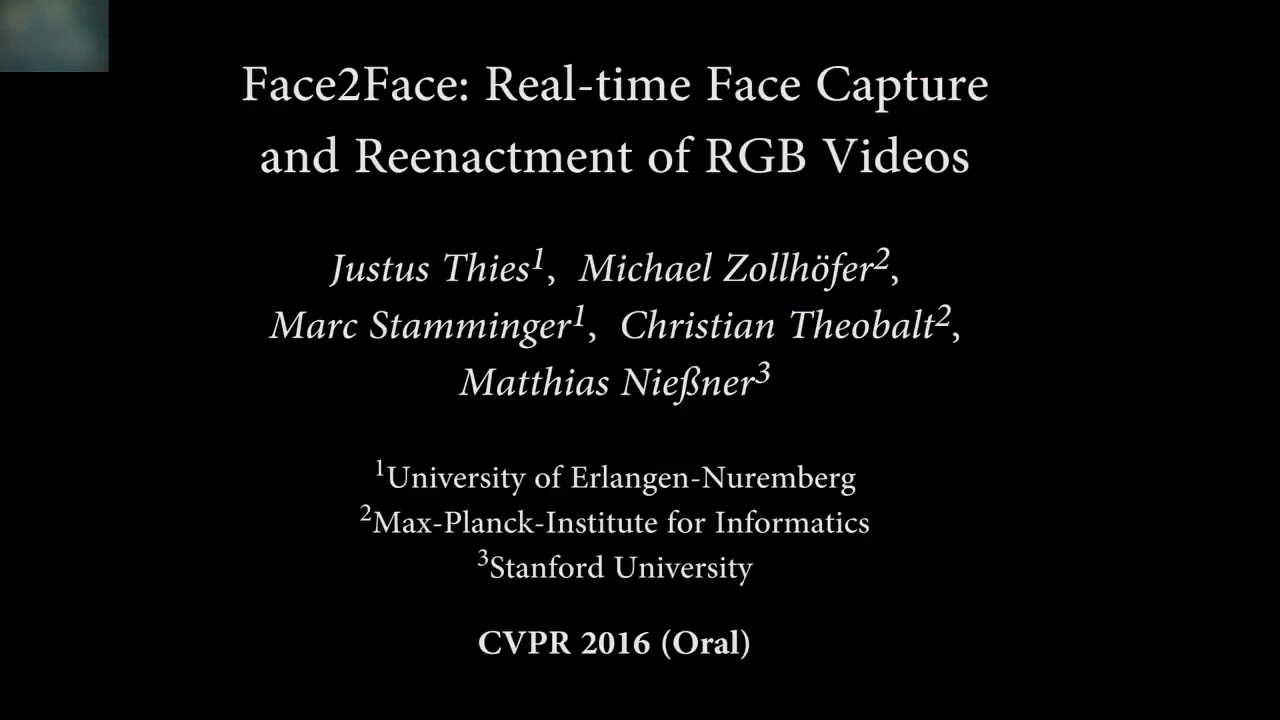 Face2Face: Real-time Face Capture
and Reenactment of RGB Videos
Justus Thies¹, Michael Zollhöfer²,
Marc Stamminger¹, Christian Theobalt²,
Matthias Nießner³
¹University of Erlangen-Nuremberg
²Max-Planck-Institute for Informatics
³Stanford University
CVPR 2016 (Oral)